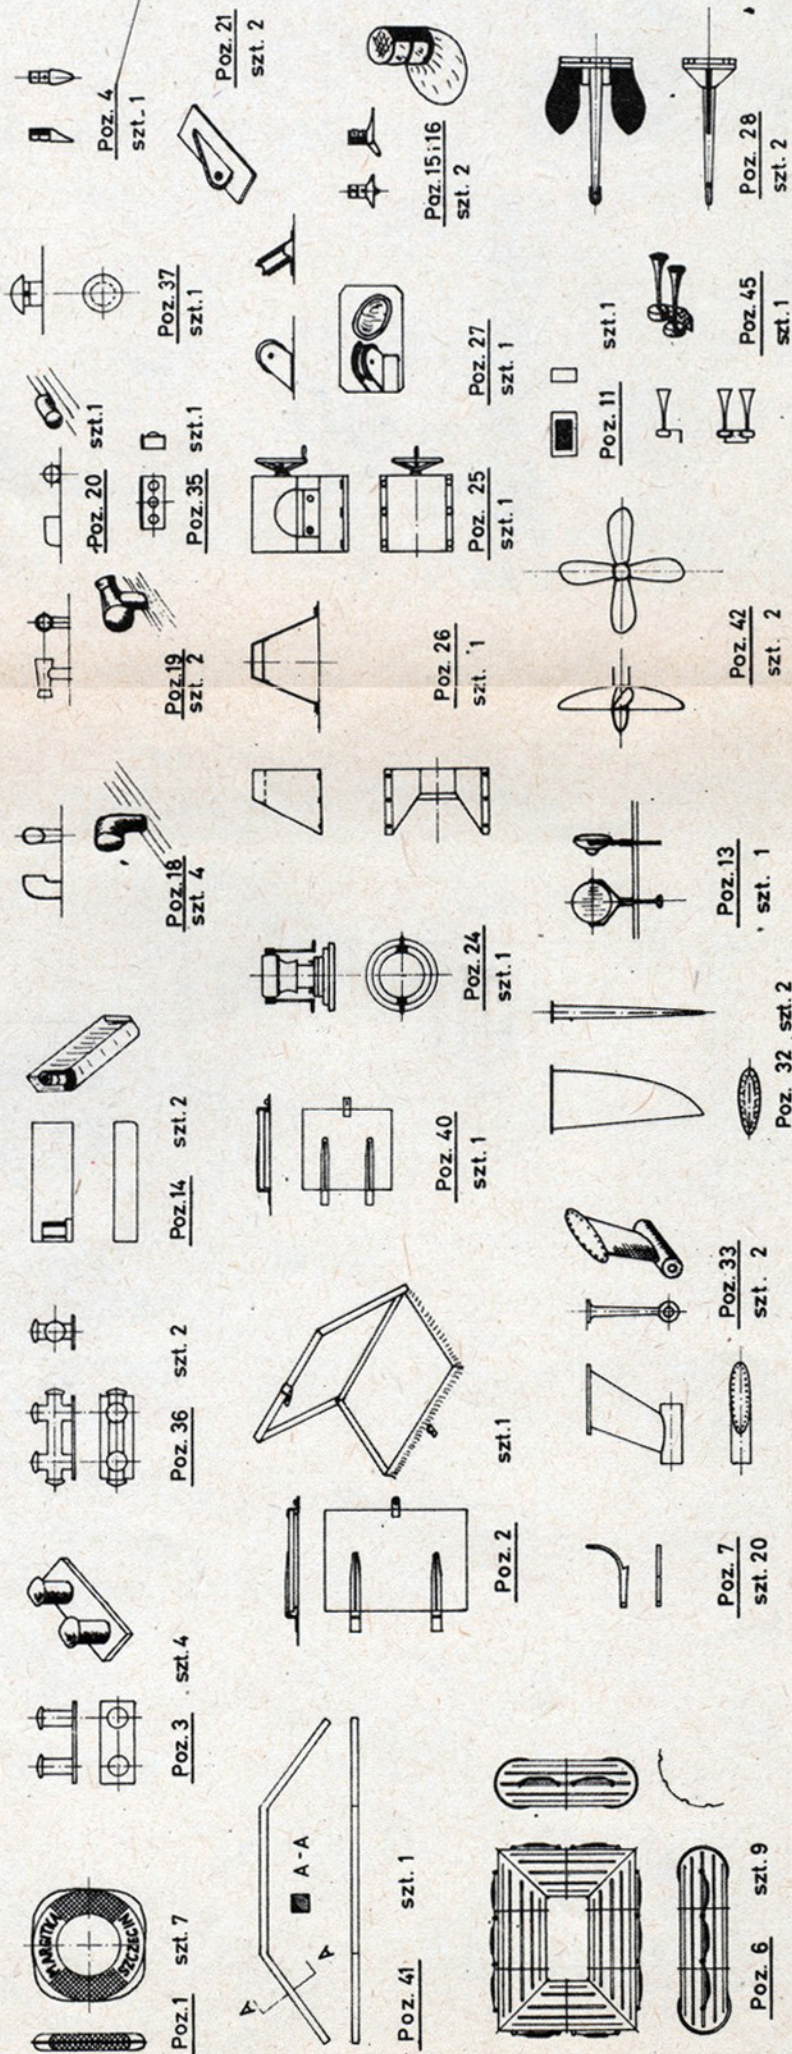 MARGITKA
SZCZECIN
Poz.1 szt. 7
Poz. 3 szt.4
Poz. 36 szt. 2
Poz.14 szt.2
Poz.18
szt. 4
Poz.19
szt. 2
Poz. 20 szt.1
Poz. 35 szt.1
Poz.37
szt.1
Poz. 4
szt. 1
Poz. 21
szt. 2
A
A
A - A
Poz. 41 szt. 1
Poz. 2 szt.1
Poz. 40
szt.1
Poz. 24
szt.1
Poz. 26
szt. 1
Poz. 25
szt.1
Poz. 27
szt. 1
Poz.15 i 16
szt. 2
Poz. 6 szt.9
Poz. 7
szt. 20
Poz. 33
szt. 2
Poz. 32 szt. 2
Poz.13
szt. 1
Poz. 42
szt. 2
Poz. 11 szt.1
Poz. 45
szt.1
Poz. 28
szt. 2